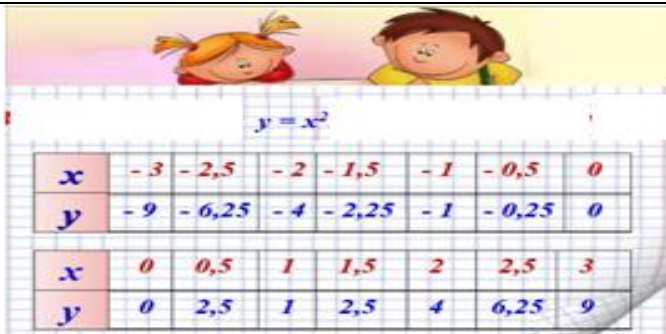 y = x²
x - 3 - 2,5 - 2 - 1,5 - 1 - 0,5 0
y - 9 - 6,25 - 4 - 2,25 - 1 - 0,25 0
x 0 0,5 1 1,5 2 2,5 3
y 0 2,5 1 2,5 4 6,25 9